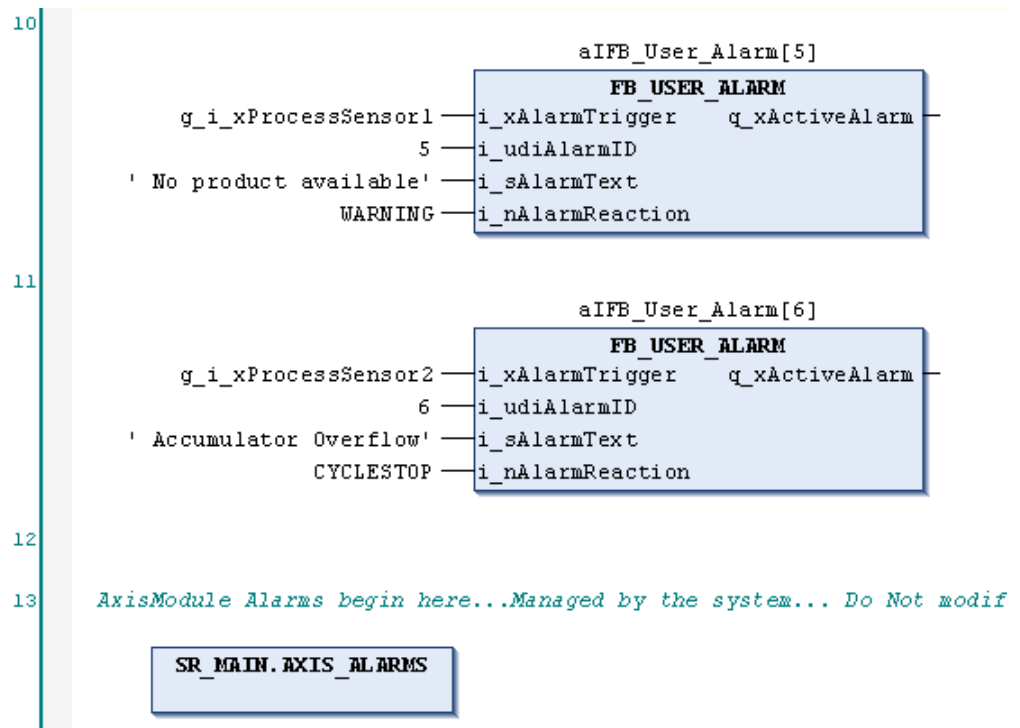 10
aIFB_User_Alarm[5]
FB_USER_ALARM
g_i_xProcessSensor1 i_xAlarmTrigger q_xActiveAlarm
5 i_udiAlarmID
' No product available' i_sAlarmText
WARNING i_nAlarmReaction
11
aIFB_User_Alarm[6]
FB_USER_ALARM
g_i_xProcessSensor2 i_xAlarmTrigger q_xActiveAlarm
6 i_udiAlarmID
' Accumulator Overflow' i_sAlarmText
CYCLESTOP i_nAlarmReaction
12
13 AxisModule Alarms begin here...Managed by the system... Do Not modif
SR_MAIN.AXIS_ALARMS